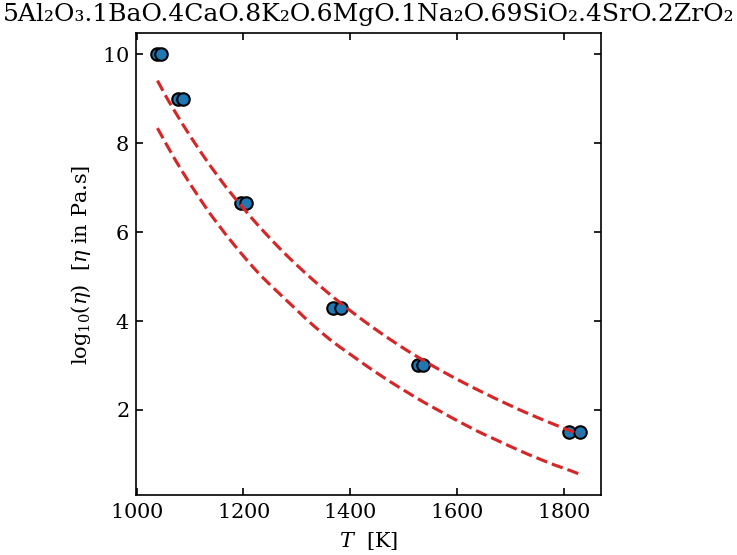 5Al₂O₃.1BaO.4CaO.8K₂O.6MgO.1Na₂O.69SiO₂.4SrO.2ZrO₂
10
8
6
4
2
log₁₀(η) [η in Pa.s]
1000 1200 1400 1600 1800
T [K]